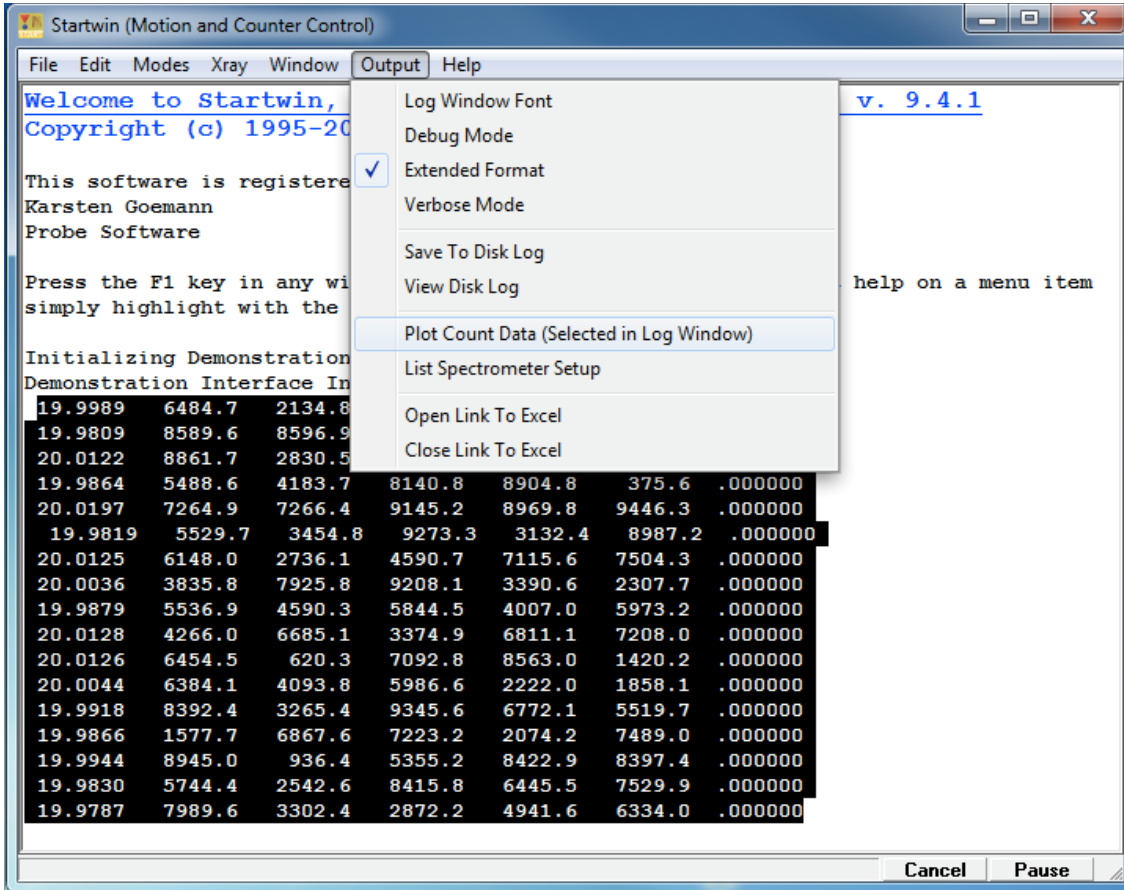 Startwin (Motion and Counter Control)
File Edit Modes Xray Window Output Help
Welcome to Startwin, v. 9.4.1
Copyright (c) 1995-20
This software is registere
Karsten Goemann
Probe Software
Press the F1 key in any wi help on a menu item
simply highlight with the
Initializing Demonstration
Demonstration Interface In
Log Window Font
Debug Mode
✓ Extended Format
Verbose Mode
Save To Disk Log
View Disk Log
Plot Count Data (Selected in Log Window)
List Spectrometer Setup
Open Link To Excel
Close Link To Excel
19.9989 6484.7 2134.8
19.9809 8589.6 8596.9
20.0122 8861.7 2830.5
19.9864 5488.6 4183.7 8140.8 8904.8 375.6 .000000
20.0197 7264.9 7266.4 9145.2 8969.8 9446.3 .000000
19.9819 5529.7 3454.8 9273.3 3132.4 8987.2 .000000
20.0125 6148.0 2736.1 4590.7 7115.6 7504.3 .000000
20.0036 3835.8 7925.8 9208.1 3390.6 2307.7 .000000
19.9879 5536.9 4590.3 5844.5 4007.0 5973.2 .000000
20.0128 4266.0 6685.1 3374.9 6811.1 7208.0 .000000
20.0126 6454.5 620.3 7092.8 8563.0 1420.2 .000000
20.0044 6384.1 4093.8 5986.6 2222.0 1858.1 .000000
19.9918 8392.4 3265.4 9345.6 6772.1 5519.7 .000000
19.9866 1577.7 6867.6 7223.2 2074.2 7489.0 .000000
19.9944 8945.0 936.4 5355.2 8422.9 8397.4 .000000
19.9830 5744.4 2542.6 8415.8 6445.5 7529.9 .000000
19.9787 7989.6 3302.4 2872.2 4941.6 6334.0 .000000
Cancel Pause